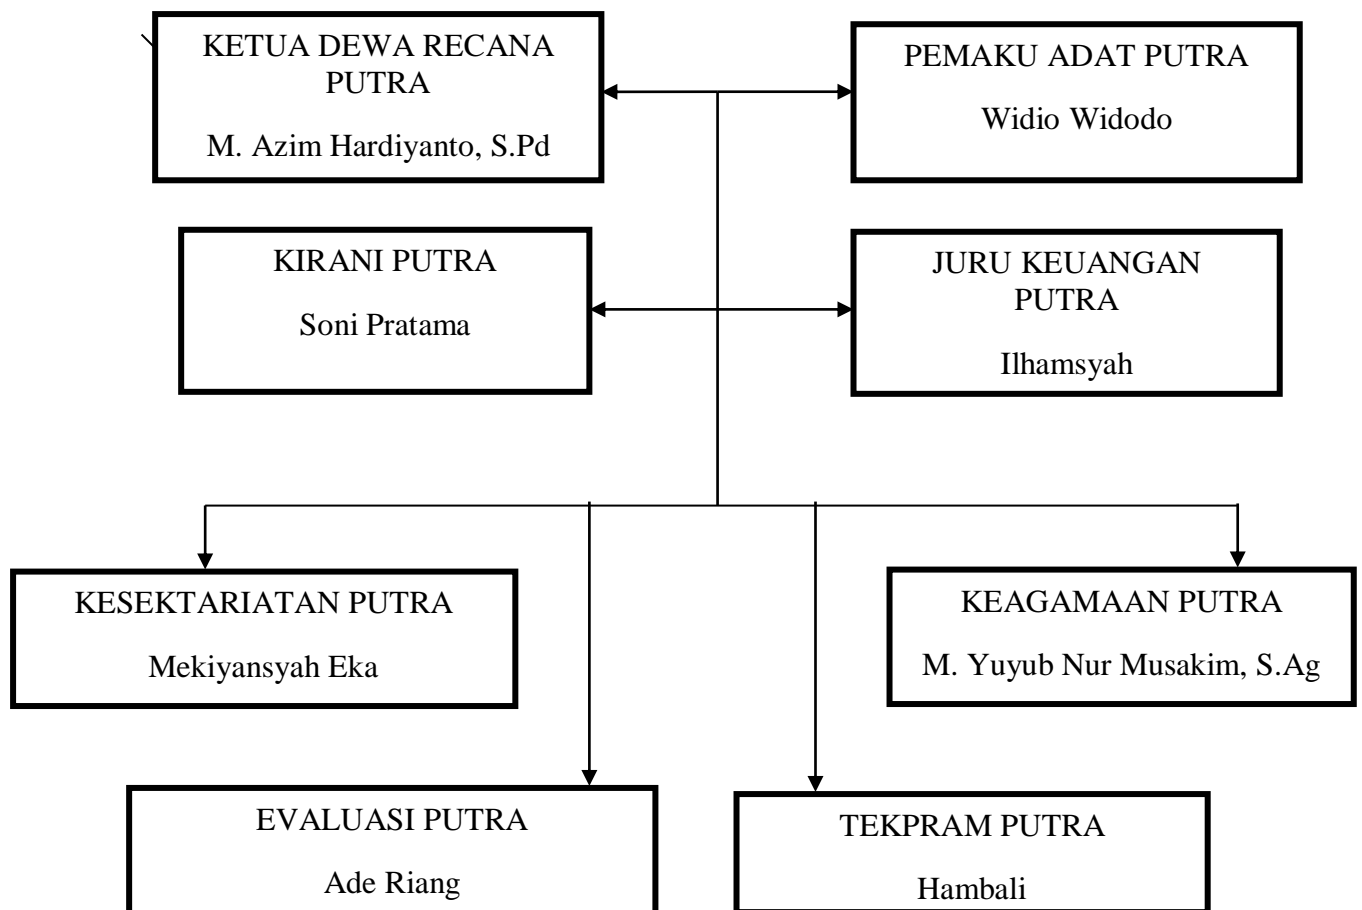 KETUA DEWA RECANA
PUTRA
M. Azim Hardiyanto, S.Pd
PEMAKU ADAT PUTRA
Widio Widodo
KIRANI PUTRA
Soni Pratama
JURU KEUANGAN
PUTRA
Ilhamsyah
KESEKTARIATAN PUTRA
Mekiyansyah Eka
KEAGAMAAN PUTRA
M. Yuyub Nur Musakim, S.Ag
EVALUASI PUTRA
Ade Riang
TEKPRAM PUTRA
Hambali